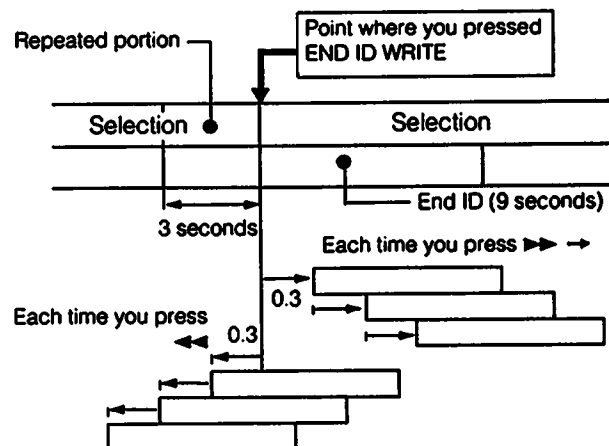 Point where you pressed
END ID WRITE
Repeated portion
Selection
Selection
End ID (9 seconds)
3 seconds
Each time you press ▶▶ →
0.3
Each time you press
◀◀
0.3